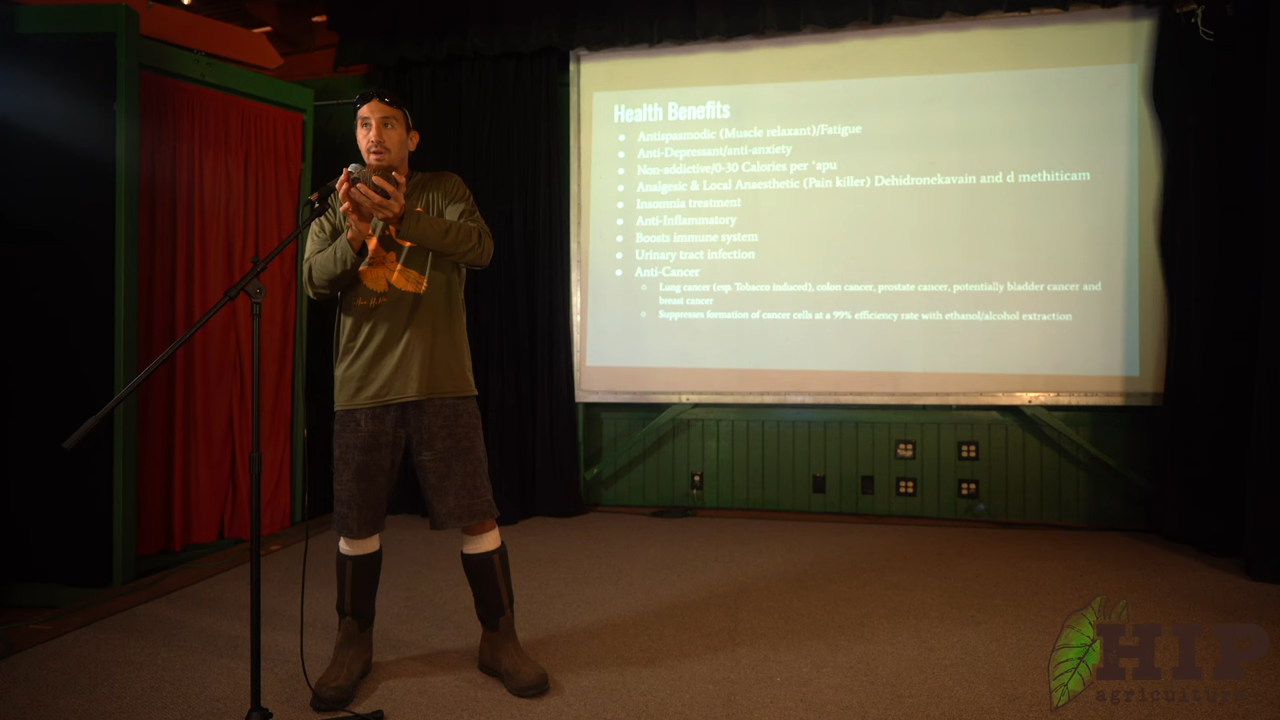 Health Benefits
● Antispasmodic (Muscle relaxant)/Fatigue
● Anti-Depressant/anti-anxiety
● Non-addictive/0-30 Calories per ʻapu
● Analgesic & Local Anaesthetic (Pain killer) Dehidronekavain and d methiticam
● Insomnia treatment
● Anti-Inflammatory
● Boosts immune system
● Urinary tract infection
● Anti-Cancer
○ Lung cancer (esp. Tobacco induced), colon cancer, prostate cancer, potentially bladder cancer and
breast cancer
○ Suppresses formation of cancer cells at a 99% efficiency rate with ethanol/alcohol extraction
HIP
agriculture